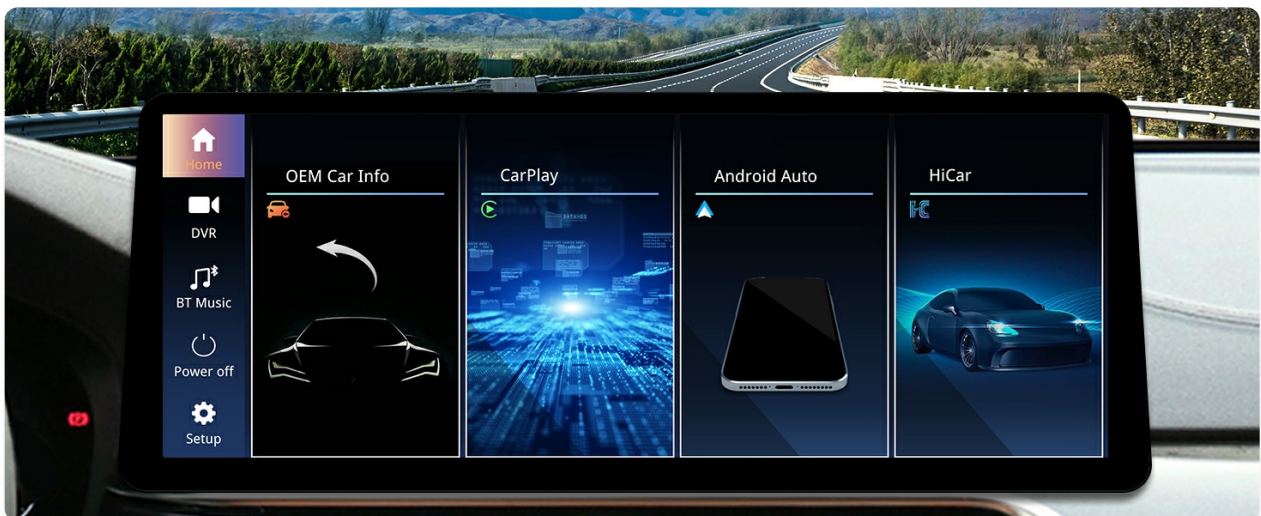 Home
DVR
BT Music
Power off
Setup
OEM Car Info
CarPlay
Android Auto
HiCar